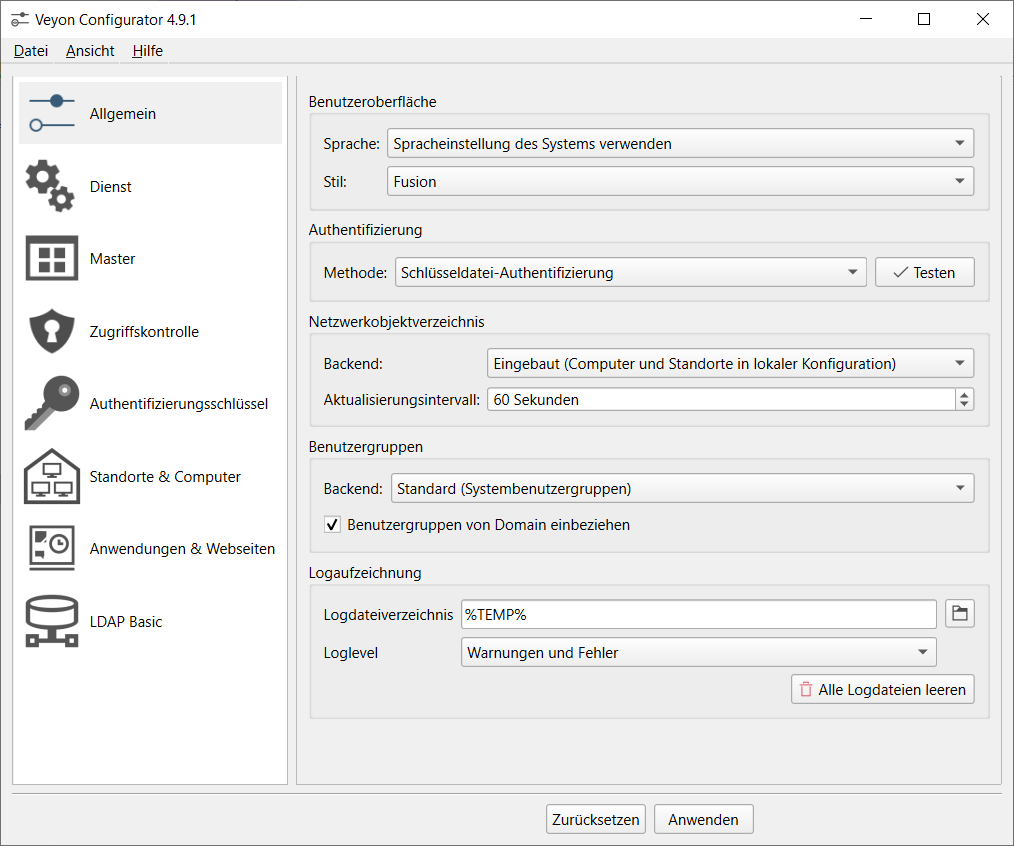 Veyon Configurator 4.9.1
Datei Ansicht Hilfe
Allgemein
Dienst
Master
Zugriffskontrolle
Authentifizierungsschlüssel
Standorte & Computer
Anwendungen & Webseiten
LDAP Basic
Benutzeroberfläche
Sprache: Spracheinstellung des Systems verwenden
Stil: Fusion
Authentifizierung
Methode: Schlüsseldatei-Authentifizierung Testen
Netzwerkobjektverzeichnis
Backend: Eingebaut (Computer und Standorte in lokaler Konfiguration)
Aktualisierungsintervall: 60 Sekunden
Benutzergruppen
Backend: Standard (Systembenutzergruppen)
Benutzergruppen von Domain einbeziehen
Logaufzeichnung
Logdateiverzeichnis %TEMP%
Loglevel Warnungen und Fehler
Alle Logdateien leeren
Zurücksetzen Anwenden